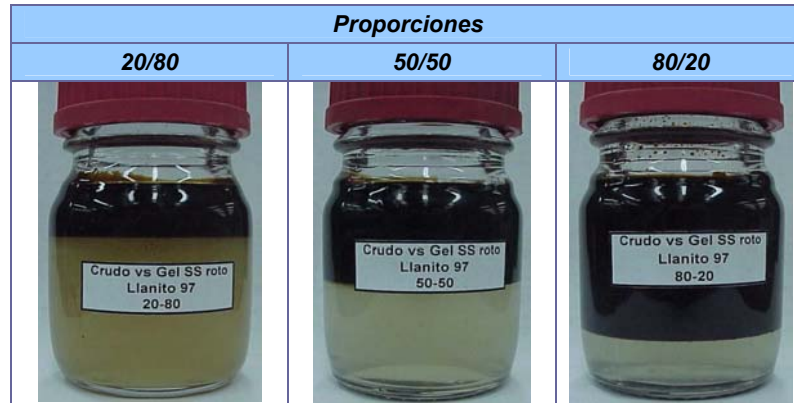 Proporciones
20/80 50/50 80/20
Crudo vs Gel SS roto
Llanito 97
20-80
Crudo vs Gel SS roto
Llanito 97
50-50
Crudo vs Gel SS roto
Llanito 97
80-20